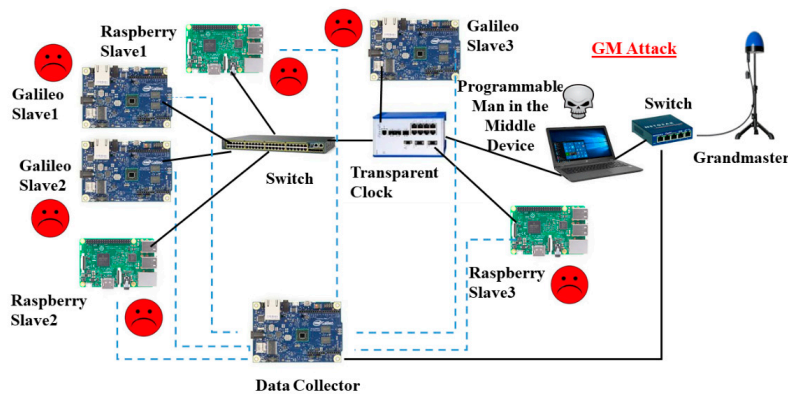 Raspberry
Slave1
Galileo
Slave3
GM Attack
Galileo
Slave1
Programmable
Man in the
Middle
Device
Switch
Grandmaster
Galileo
Slave2
Switch
Transparent
Clock
Raspberry
Slave2
Raspberry
Slave3
Data Collector